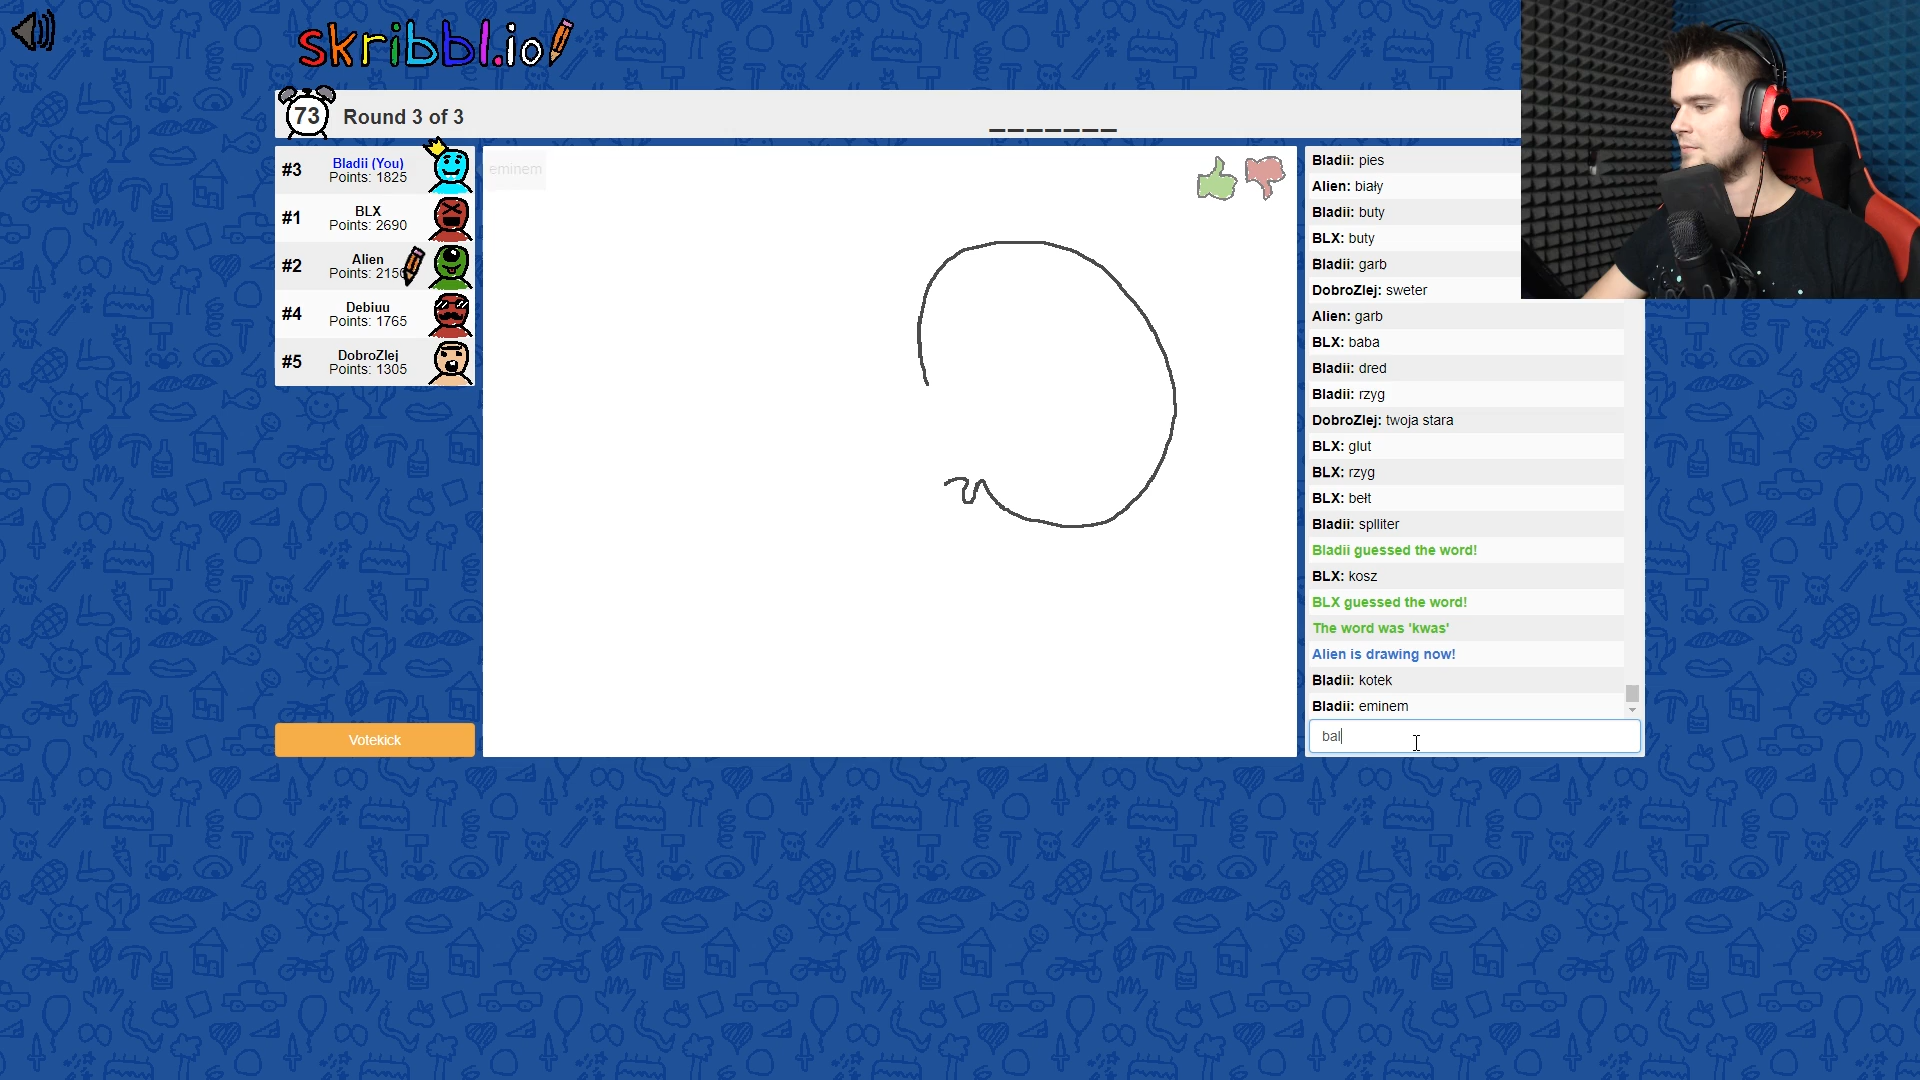 skribbl.io
73
Round 3 of 3
_______
#3
Bladii (You)
Points: 1825
#1
BLX
Points: 2690
#2
Alien
Points: 2156
#4
Debiuu
Points: 1765
#5
DobroZlej
Points: 1305
Votekick
eminem
Bladii: pies
Alien: biały
Bladii: buty
BLX: buty
Bladii: garb
DobroZlej: sweter
Alien: garb
BLX: baba
Bladii: dred
Bladii: rzyg
DobroZlej: twoja stara
BLX: glut
BLX: rzyg
BLX: bełt
Bladii: splliter
Bladii guessed the word!
BLX: kosz
BLX guessed the word!
The word was 'kwas'
Alien is drawing now!
Bladii: kotek
Bladii: eminem
bal